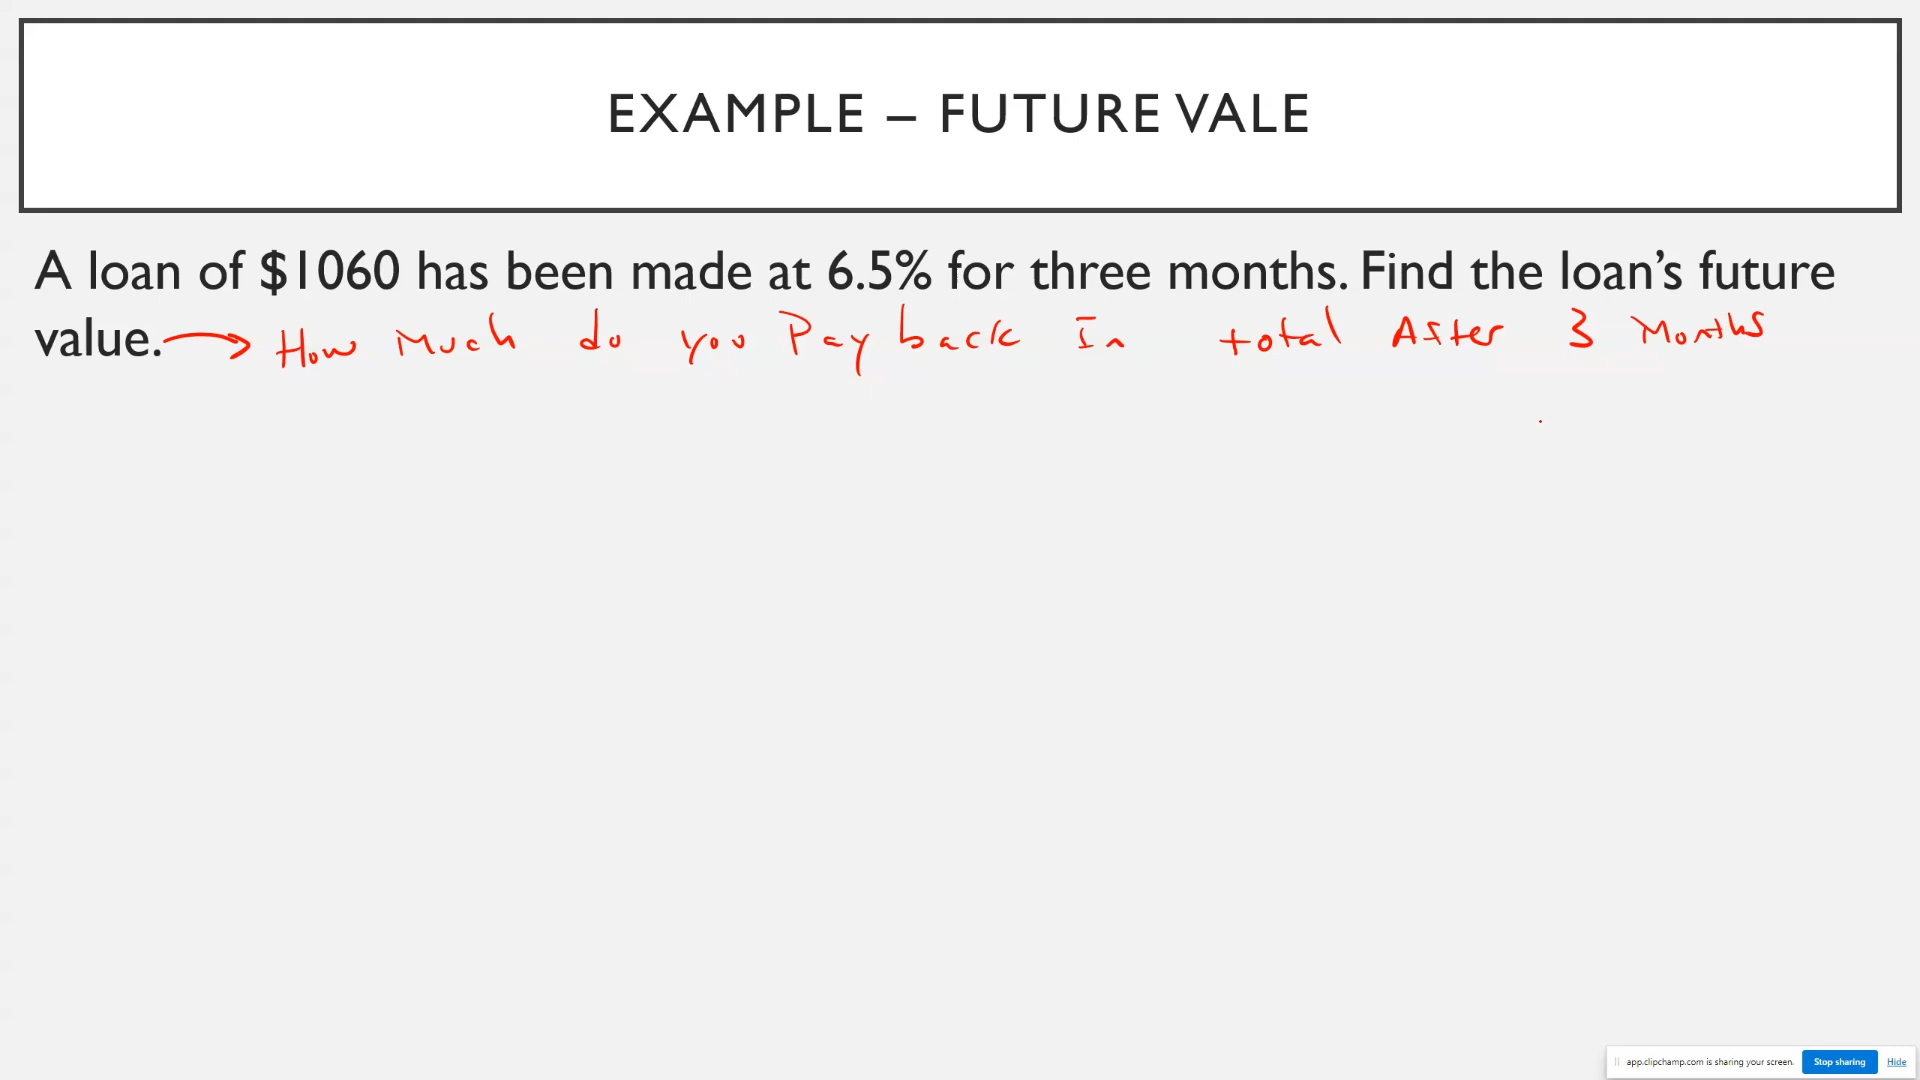 EXAMPLE – FUTURE VALE
A loan of $1060 has been made at 6.5% for three months. Find the loan's future
value. → How Much do you Pay back In total After 3 Months
app.clipchamp.com is sharing your screen. Stop sharing Hide